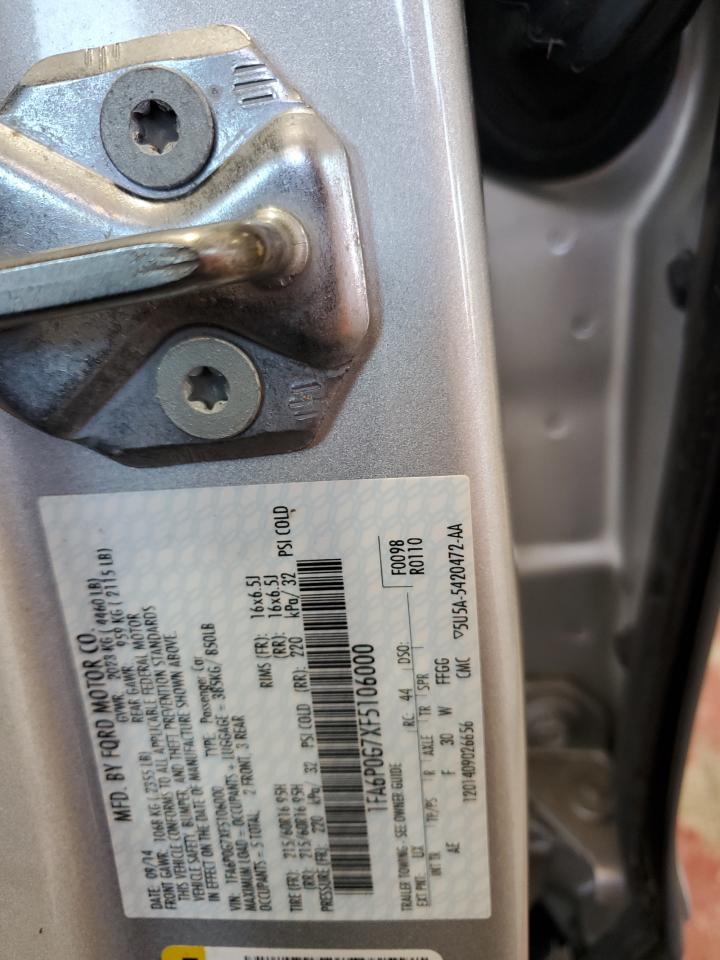 MFD. BY FORD MOTOR CO.
DATE: 09/14 GVWR: 2023 KG ( 4460 LB)
FRONT GAWR: 1068 KG ( 2355 LB) REAR GAWR: 959 KG ( 2115 LB)
THIS VEHICLE CONFORMS TO ALL APPLICABLE FEDERAL MOTOR
VEHICLE SAFETY, BUMPER, AND THEFT PREVENTION STANDARDS
IN EFFECT ON THE DATE OF MANUFACTURE SHOWN ABOVE.
VIN: 1FA6P0G7XF5106000 TYPE: Passenger Car
MAXIMUM LOAD = OCCUPANTS + LUGGAGE = 385KG/ 850LB
OCCUPANTS = 5 TOTAL 2 FRONT, 3 REAR
TIRE (FR): 215/60R16 95H RIMS (FR): 16x6.5J
(RR): 215/60R16 95H (RR): 16x6.5J
PRESSURE (FR): 220 kPa/ 32 PSI COLD (RR): 220 kPa/ 32 PSI COLD
1FA6P0G7XF5106000
F0098
R0110
TRAILER TOWING - SEE OWNER GUIDE RC: 44 DSO:
EXT PNT: UX
INT TR TP/PS R AXLE TR SPR
AE F 30 W FFGG
1201409026656 CMC ▽5U5A-5420472-AA